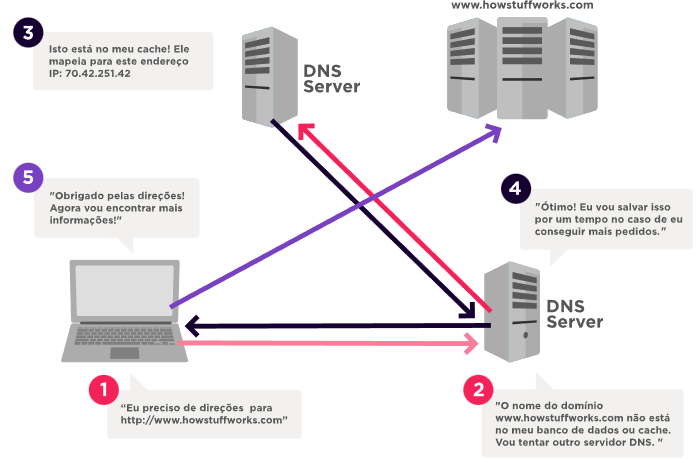 www.howstuffworks.com
3
Isto está no meu cache! Ele
mapeia para este endereço
IP: 70.42.251.42
DNS
Server
5
"Obrigado pelas direções!
Agora vou encontrar mais
informações!"
4
"Ótimo! Eu vou salvar isso
por um tempo no caso de eu
conseguir mais pedidos."
DNS
Server
1
“Eu preciso de direções para
http://www.howstuffworks.com”
2
"O nome do domínio
www.howstuffworks.com não está
no meu banco de dados ou cache.
Vou tentar outro servidor DNS. "